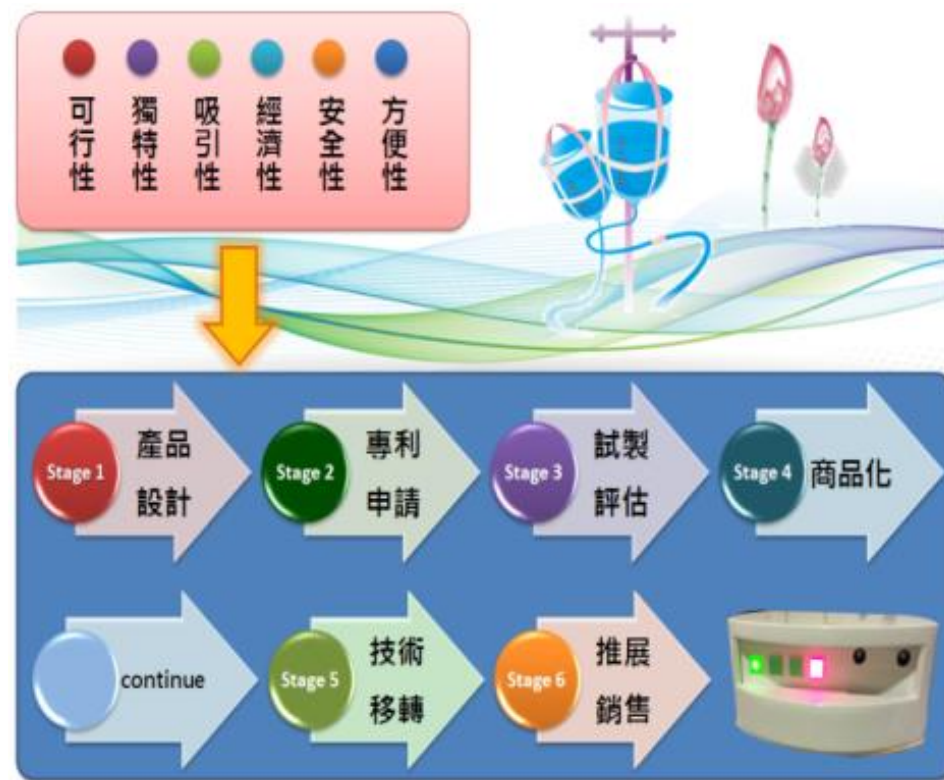 可行性
獨特性
吸引性
經濟性
安全性
方便性
Stage 1
產品
設計
Stage 2
專利
申請
Stage 3
試製
評估
Stage 4
商品化
continue
Stage 5
技術
移轉
Stage 6
推展
銷售